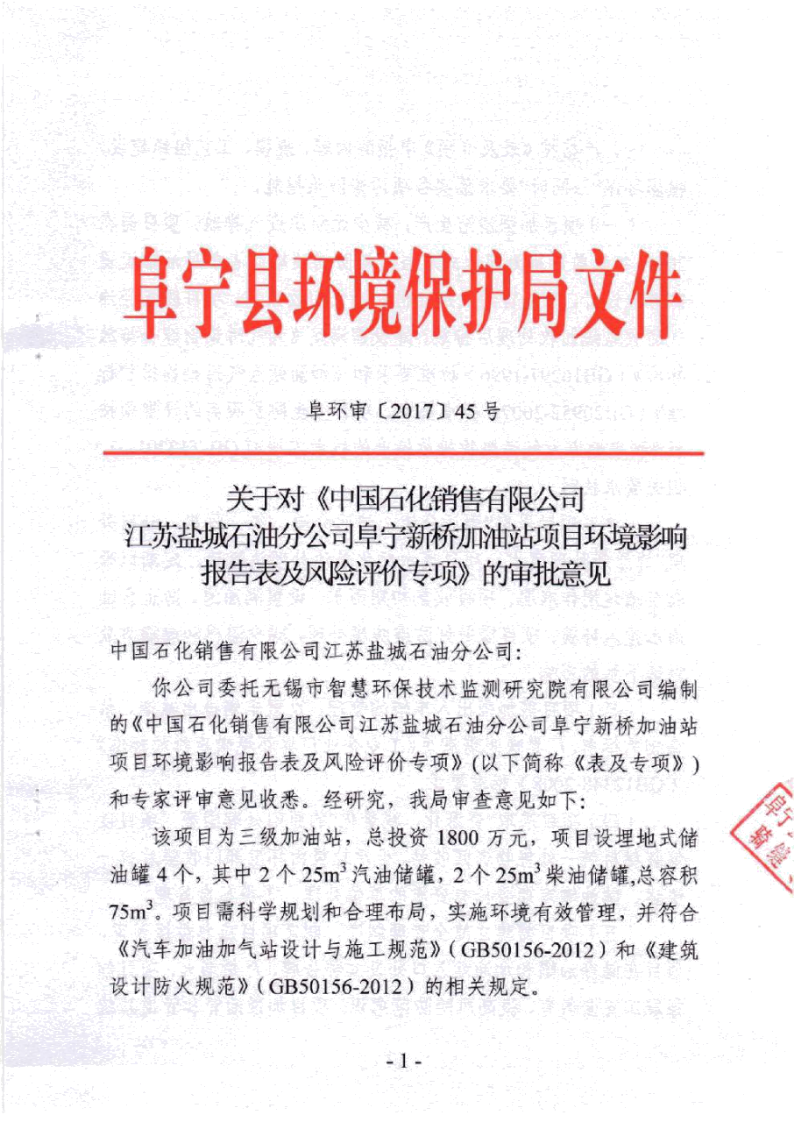 阜宁县环境保护局文件
阜环审〔2017〕45号
关于对《中国石化销售有限公司
江苏盐城石油分公司阜宁新桥加油站项目环境影响
报告表及风险评价专项》的审批意见
中国石化销售有限公司江苏盐城石油分公司:
你公司委托无锡市智慧环保技术监测研究院有限公司编制
的《中国石化销售有限公司江苏盐城石油分公司阜宁新桥加油站
项目环境影响报告表及风险评价专项》(以下简称《表及专项》)
和专家评审意见收悉。经研究，我局审查意见如下:
该项目为三级加油站，总投资 1800 万元，项目设埋地式储
油罐 4 个，其中 2 个 25m³ 汽油储罐，2 个 25m³ 柴油储罐,总容积
75m³。项目需科学规划和合理布局，实施环境有效管理，并符合
《汽车加油加气站设计与施工规范》（GB50156-2012）和《建筑
设计防火规范》（GB50156-2012）的相关规定。
阜宁
骑缝
- 1 -